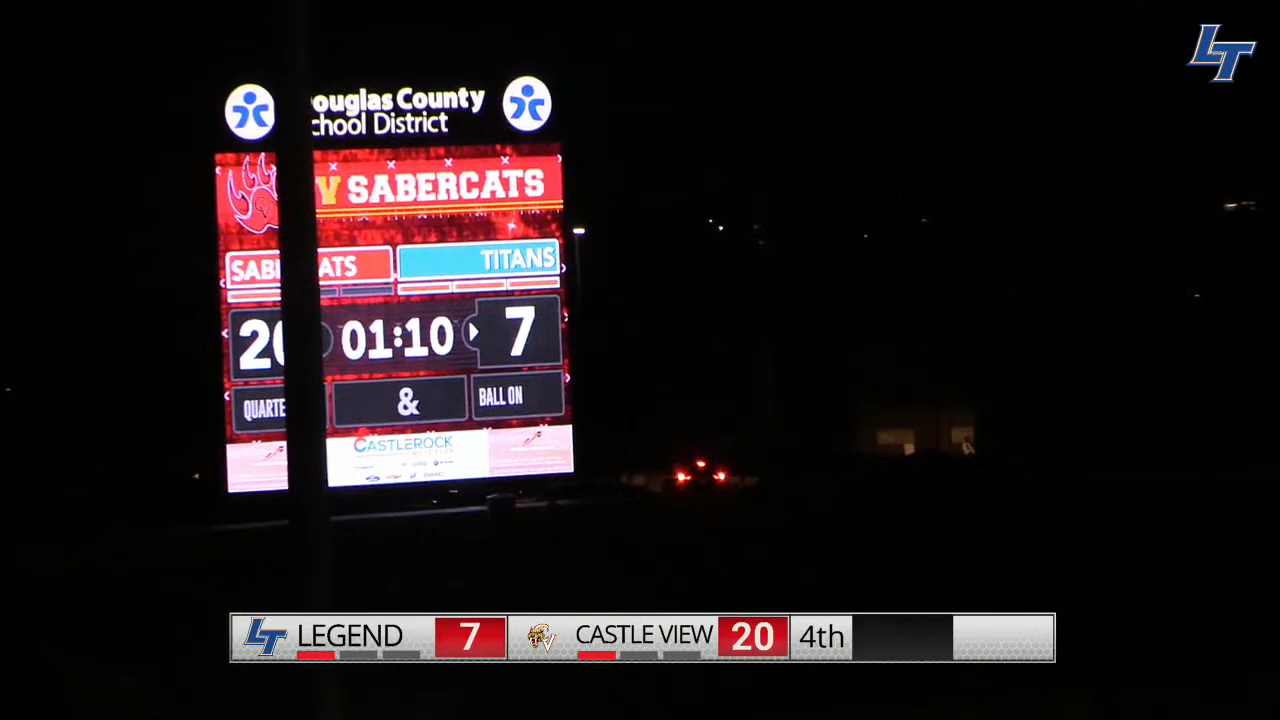 LT
ouglas County
chool District
V SABERCATS
SAB ATS
TITANS
20
01:10
7
QUARTE
&
BALL ON
CASTLEROCK
LT LEGEND 7 CASTLE VIEW 20 4th